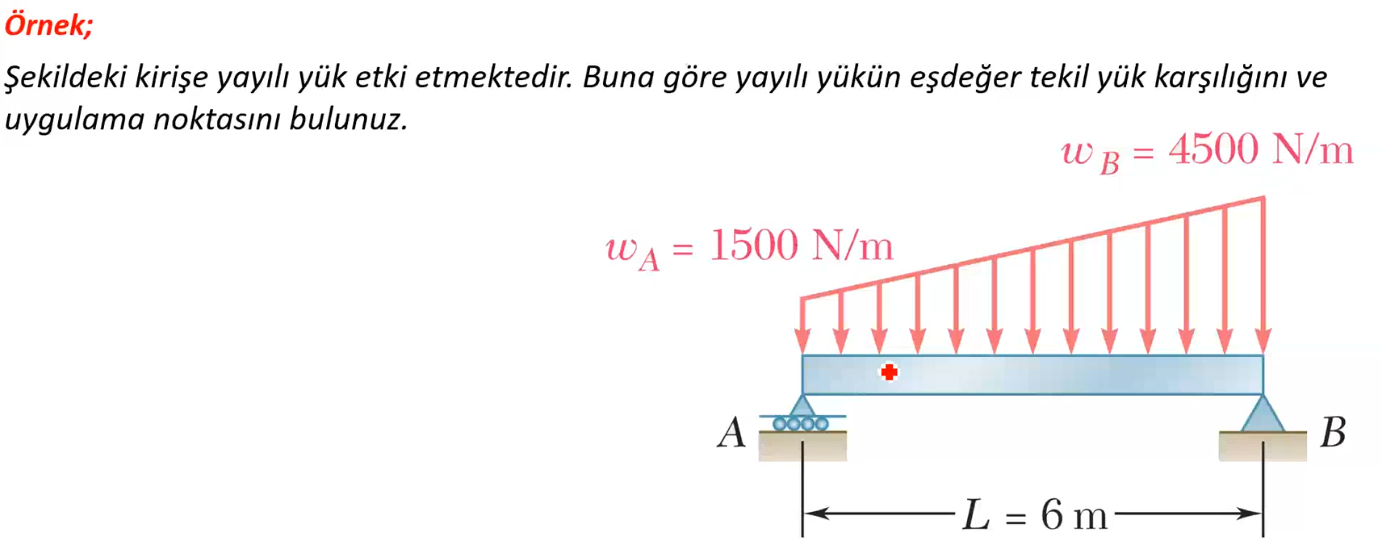 Örnek;
Şekildeki kirişe yayılı yük etki etmektedir. Buna göre yayılı yükün eşdeğer tekil yük karşılığını ve
uygulama noktasını bulunuz.
w_B = 4500 N/m
w_A = 1500 N/m
A
B
L = 6 m